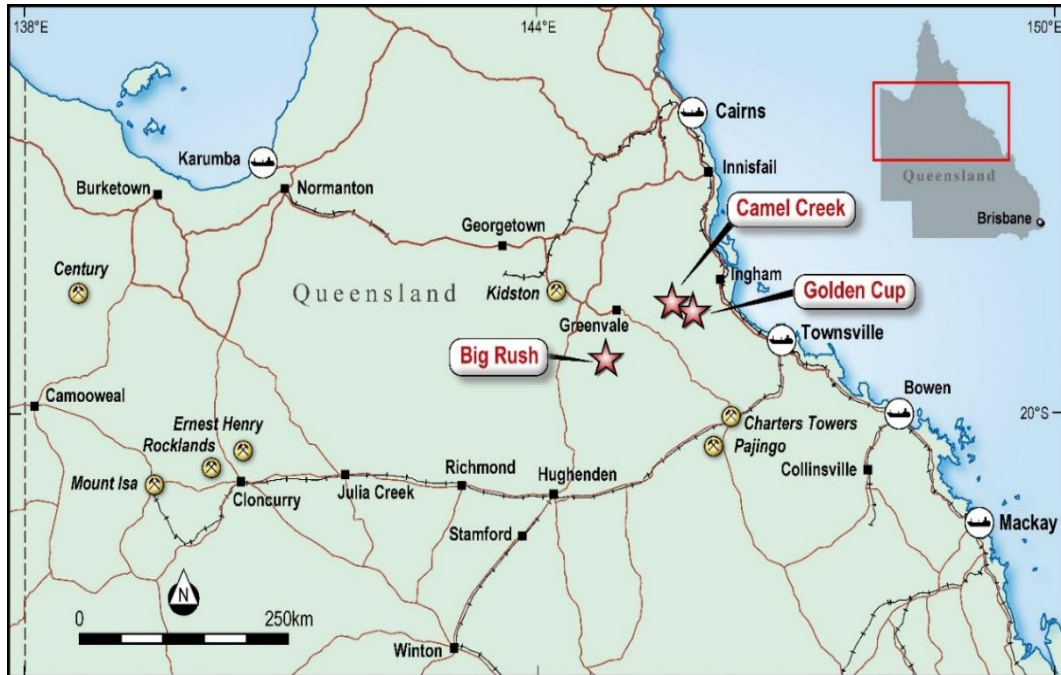 138°E
144°E
150°E
Cairns
Karumba
Innisfail
Queensland
Burketown
Normanton
Camel Creek
Brisbane
Georgetown
Century
Ingham
Queensland
Kidston
Golden Cup
Greenvale
Townsville
Big Rush
Camooweal
Bowen
20°S
Ernest Henry
Charters Towers
Rocklands
Pajingo
Mount Isa
Richmond
Hughenden
Collinsville
Cloncurry
Julia Creek
Mackay
Stamford
N
0
250km
Winton